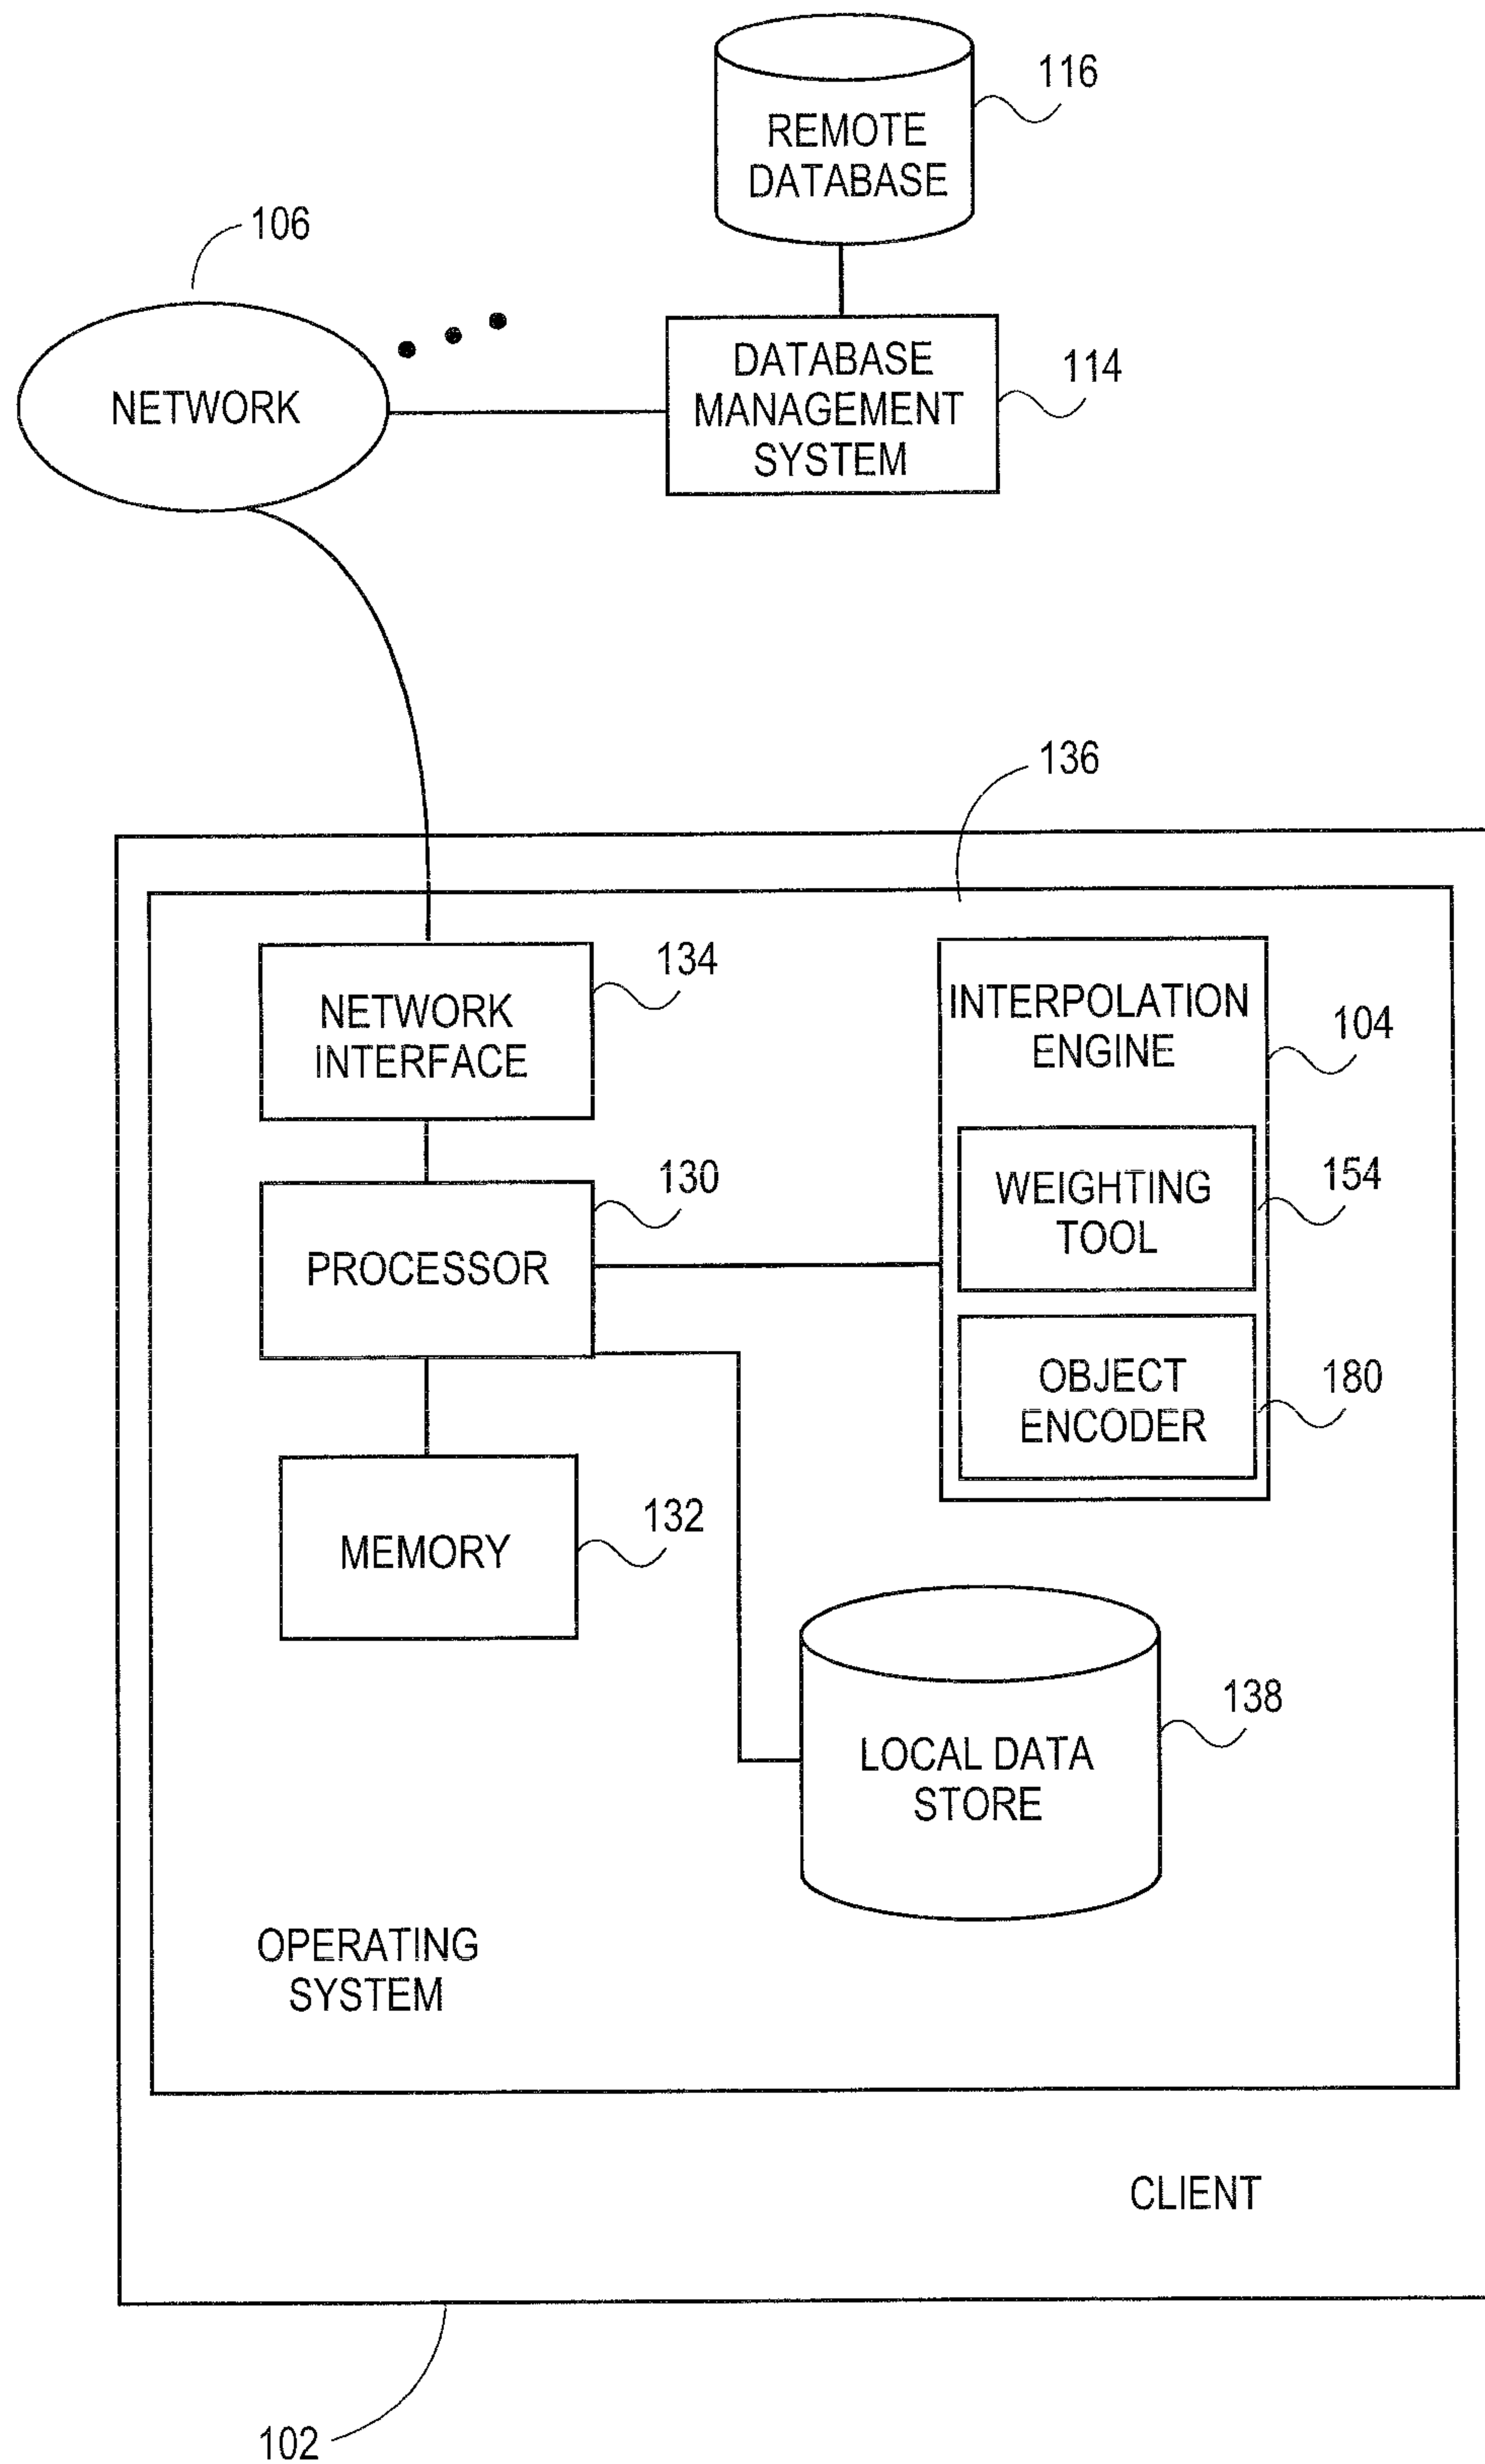 116
REMOTE
DATABASE
106
NETWORK
DATABASE
MANAGEMENT
SYSTEM
114
136
NETWORK
INTERFACE
134
INTERPOLATION
ENGINE
104
PROCESSOR
130
WEIGHTING
TOOL
154
OBJECT
ENCODER
180
MEMORY
132
LOCAL DATA
STORE
138
OPERATING
SYSTEM
CLIENT
102